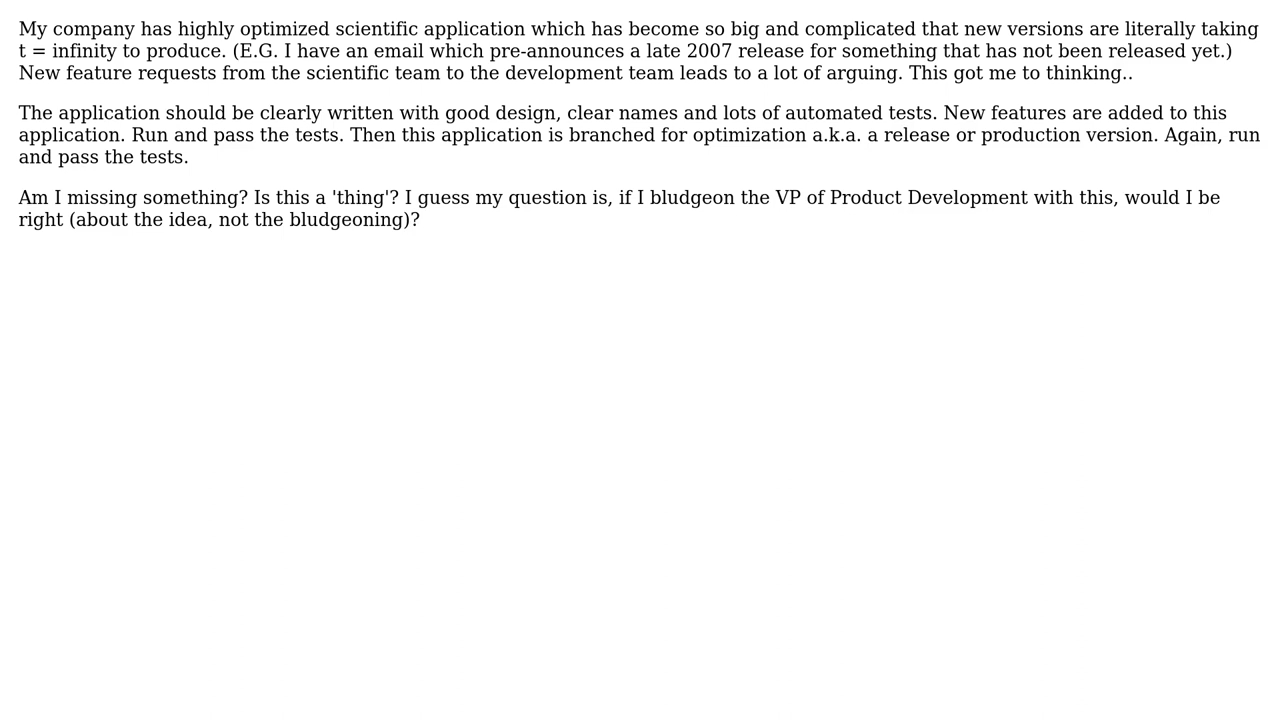 My company has highly optimized scientific application which has become so big and complicated that new versions are literally taking
t = infinity to produce. (E.G. I have an email which pre-announces a late 2007 release for something that has not been released yet.)
New feature requests from the scientific team to the development team leads to a lot of arguing. This got me to thinking..
The application should be clearly written with good design, clear names and lots of automated tests. New features are added to this
application. Run and pass the tests. Then this application is branched for optimization a.k.a. a release or production version. Again, run
and pass the tests.
Am I missing something? Is this a 'thing'? I guess my question is, if I bludgeon the VP of Product Development with this, would I be
right (about the idea, not the bludgeoning)?